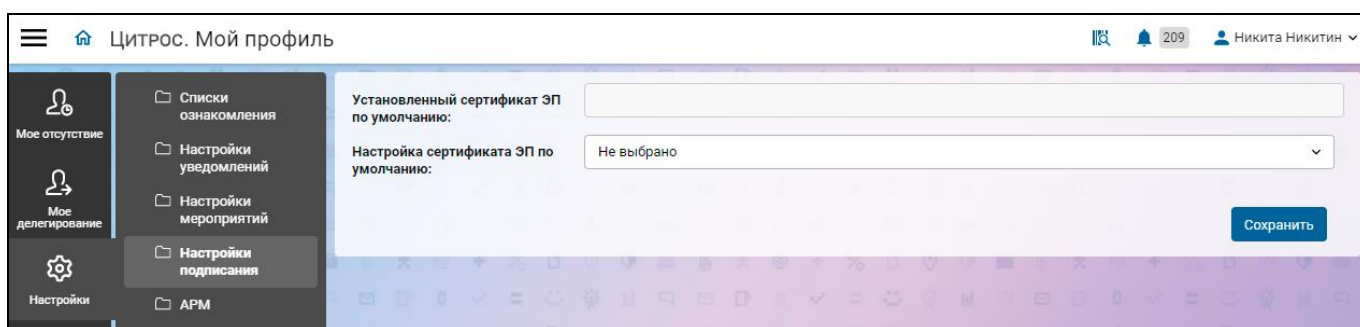 Цитрос. Мой профиль
209
Никита Никитин
Мое отсутствие
Мое
делегирование
Настройки
Списки
ознакомления
Настройки
уведомлений
Настройки
мероприятий
Настройки
подписания
АРМ
Установленный сертификат ЭП
по умолчанию:
Настройка сертификата ЭП по
умолчанию:
Не выбрано
Сохранить